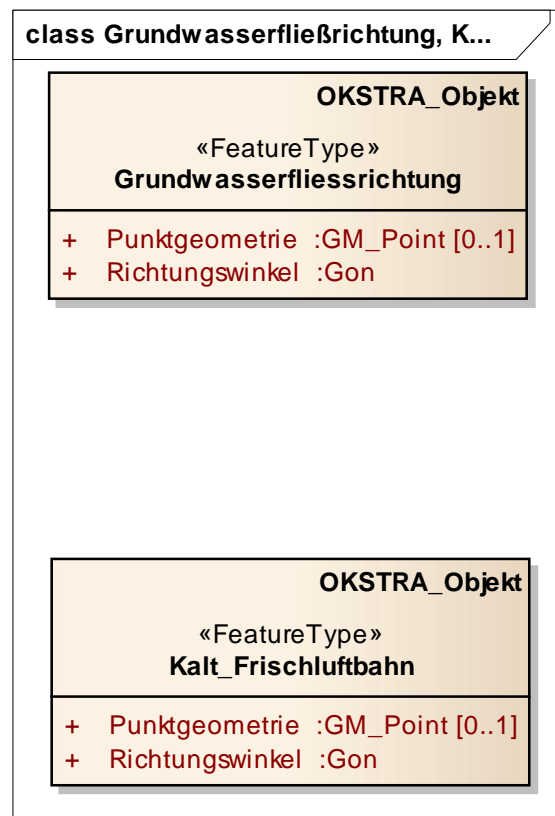 class Grundwasserfließrichtung, K...
OKSTRA_Objekt
«FeatureType»
Grundwasserfliessrichtung
+ Punktgeometrie :GM_Point [0..1]
+ Richtungswinkel :Gon
OKSTRA_Objekt
«FeatureType»
Kalt_Frischluftbahn
+ Punktgeometrie :GM_Point [0..1]
+ Richtungswinkel :Gon